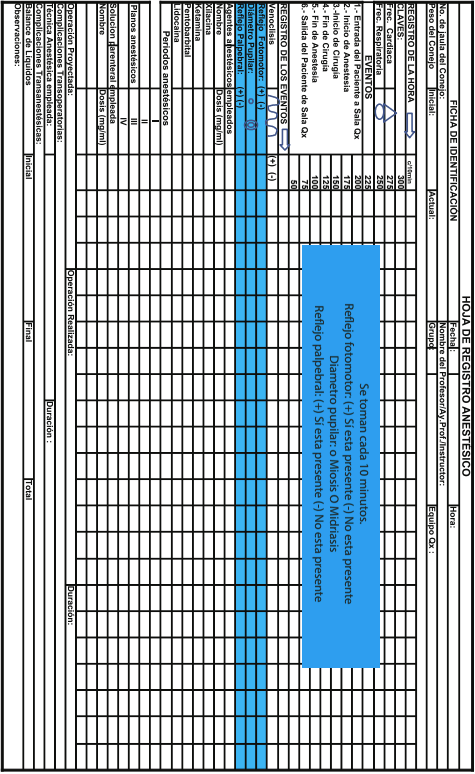 HOJA DE REGISTRO ANESTÉSICO
FICHA DE IDENTIFICACIÓN
Fecha: Hora:
No. de jaula del Conejo: Nombre del Profesor/Ay.Prof./Instructor:
Peso del Conejo Inicial: Actual: Grupo: Equipo Qx :
REGISTRO DE LA HORA c/10min
CLAVES: 300
Frec. Cardiaca 275
Frec. Respiratoria 250
EVENTOS 225
1.- Entrada del Paciente a Sala Qx 200
2.- Inicio de Anestesia 175
3.-Inicio de Cirugía 150
4.- Fin de Cirugía 125
5.- Fin de Anestesia 100
6.- Salida del Paciente de Sala Qx 75
50
Se toman cada 10 minutos.
Reflejo fotomotor: (+) Sí esta presente (-) No esta presente
Diametro pupilar: o Miosis O Midriasis
Reflejo palpebral: (+) Sí esta presente (-) No esta presente
REGISTRO DE LOS EVENTOS
Venoclisis (+) (-)
Reflejo Fotomotor: (+) (-)
Diámetro Pupilar: o O
Reflejo Palpebral: (+) (-)
Agentes anestésicos empleados
Nombre Dosis (mg/ml)
Xilacina
Ketamina
Pentobarbital
Lidocaina
Periodos anestésicos
I
II
Planos anestésicos III
IV
Solucion parenteral empleada
Nombre Dosis (mg/ml)
Operación Proyectada: Operación Realizada: Duración:
Complicaciones Transoperatorias:
Técnica Anestésica empleada: Duración :
Complicaciones Transanestésicas:
Balance de Líquidos Inicial Final Total
Observaciones: